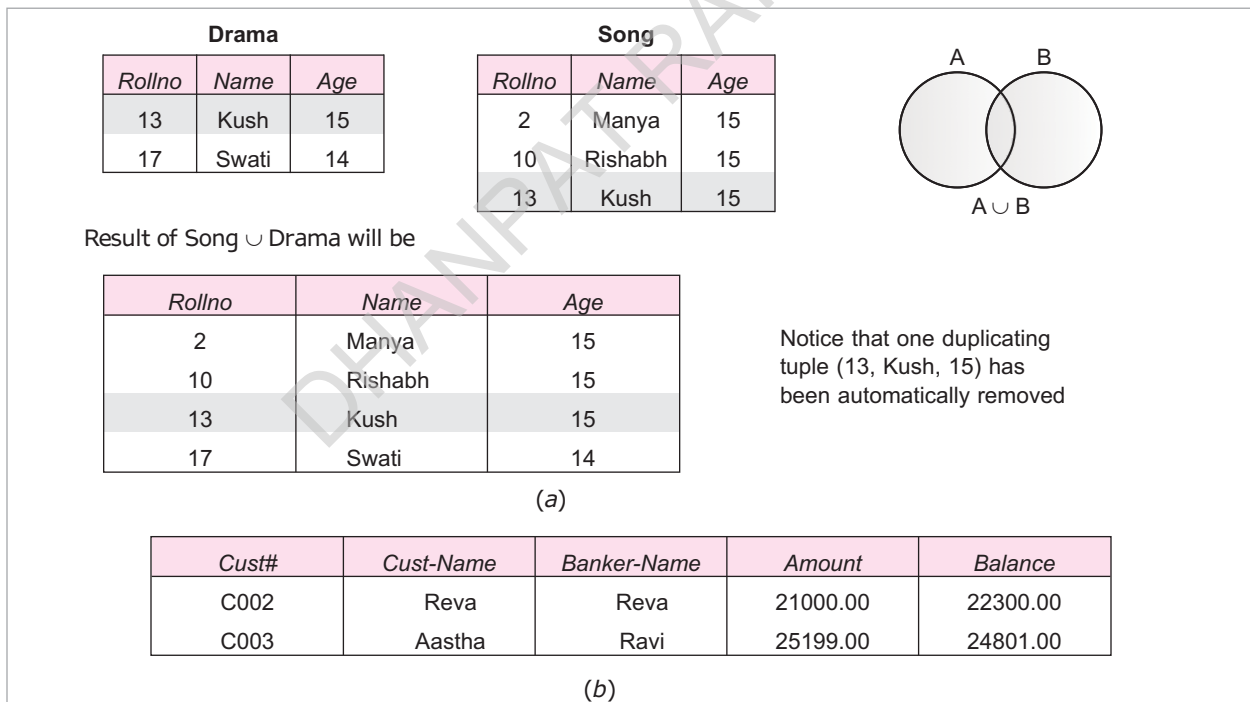 Drama
Rollno Name Age
13 Kush 15
17 Swati 14
Song
Rollno Name Age
2 Manya 15
10 Rishabh 15
13 Kush 15
A B
A ∪ B
Result of Song ∪ Drama will be
Rollno Name Age
2 Manya 15
10 Rishabh 15
13 Kush 15
17 Swati 14
Notice that one duplicating
tuple (13, Kush, 15) has
been automatically removed
(a)
Cust# Cust-Name Banker-Name Amount Balance
C002 Reva Reva 21000.00 22300.00
C003 Aastha Ravi 25199.00 24801.00
(b)
DHANPAT RA